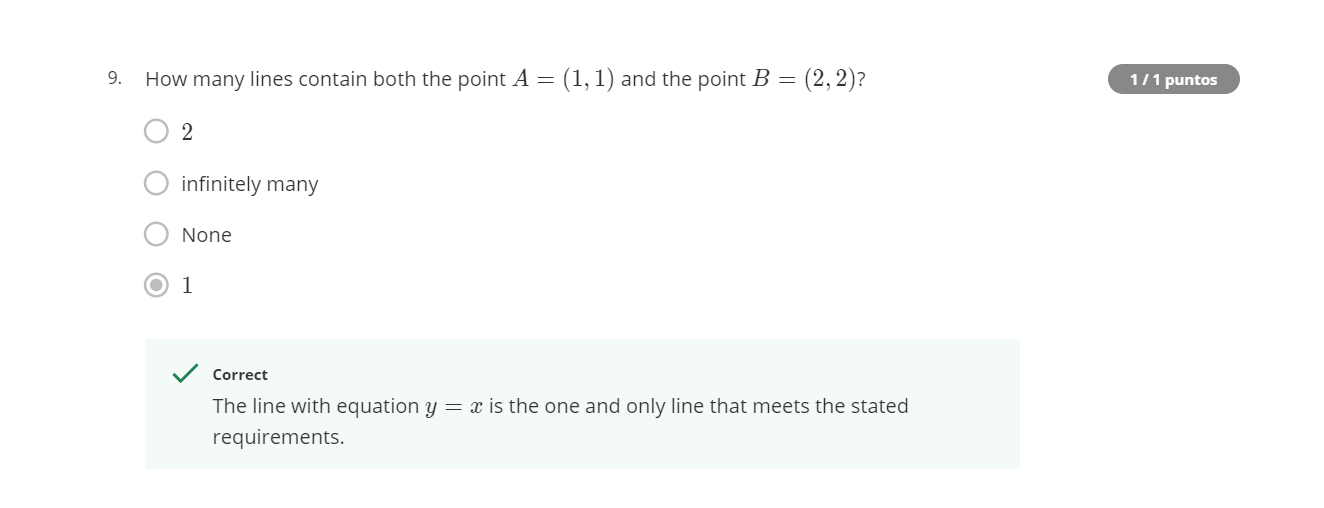 9. How many lines contain both the point A = (1, 1) and the point B = (2, 2)? 1 / 1 puntos
2
infinitely many
None
1
Correct
The line with equation y = x is the one and only line that meets the stated
requirements.